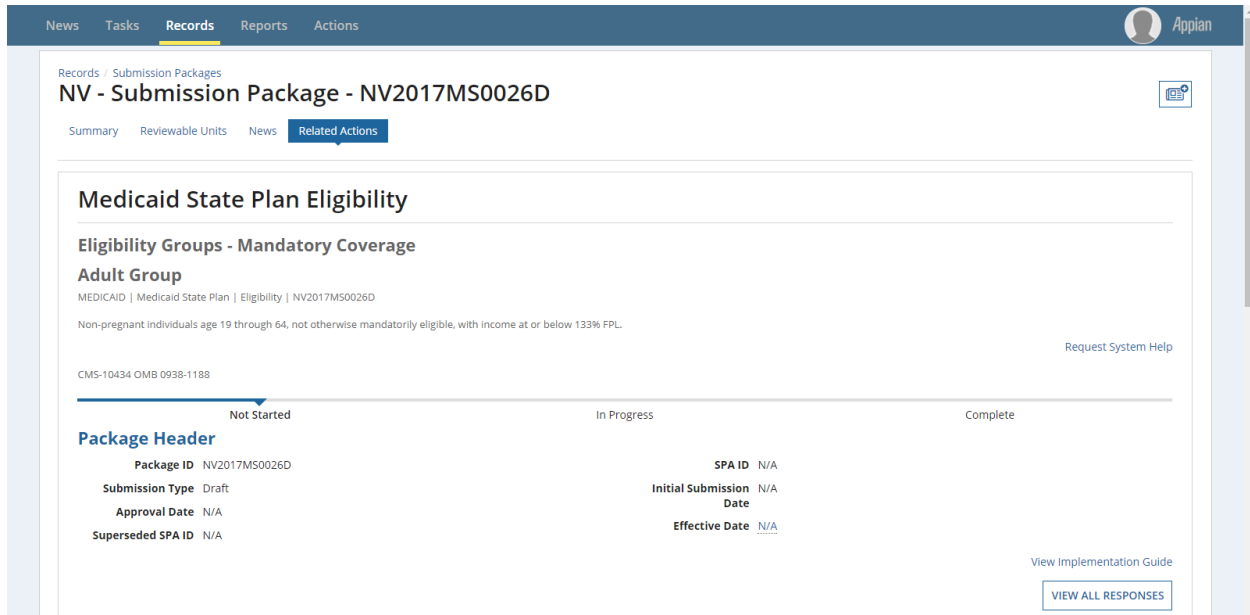 News Tasks Records Reports Actions Appian
Records / Submission Packages
NV - Submission Package - NV2017MS0026D
Summary Reviewable Units News Related Actions
Medicaid State Plan Eligibility
Eligibility Groups - Mandatory Coverage
Adult Group
MEDICAID | Medicaid State Plan | Eligibility | NV2017MS0026D
Non-pregnant individuals age 19 through 64, not otherwise mandatorily eligible, with income at or below 133% FPL.
Request System Help
CMS-10434 OMB 0938-1188
Not Started In Progress Complete
Package Header
Package ID NV2017MS0026D SPA ID N/A
Submission Type Draft Initial Submission N/A
Date
Approval Date N/A
Effective Date N/A
Superseded SPA ID N/A
View Implementation Guide
VIEW ALL RESPONSES